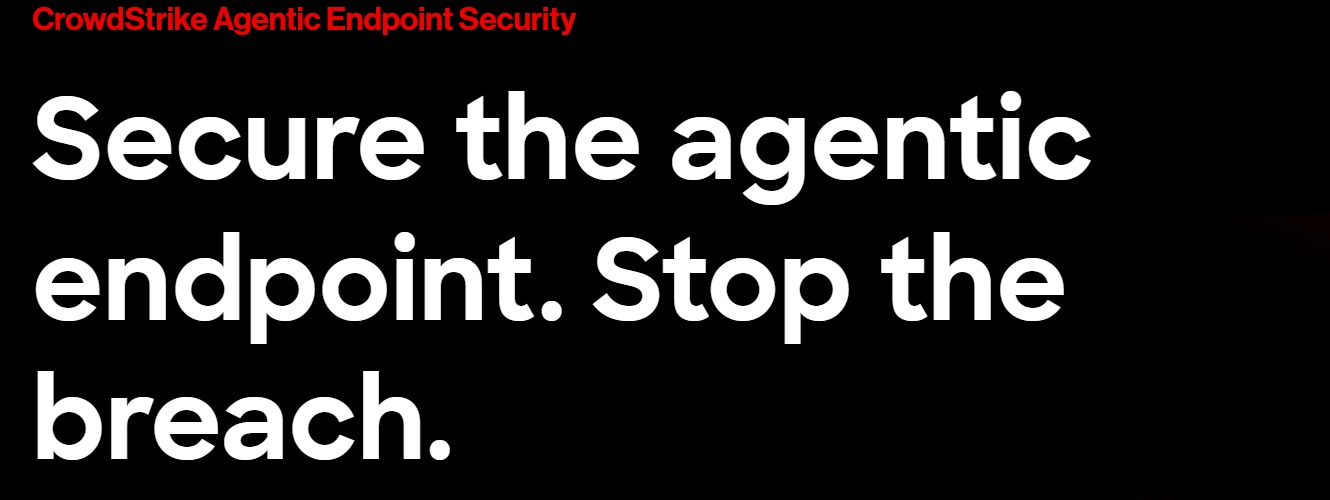 CrowdStrike Agentic Endpoint Security
Secure the agentic
endpoint. Stop the
breach.